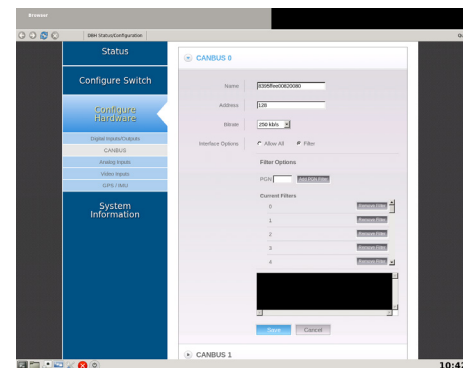 Browser
DBH Status/Configuration
Status
Configure Switch
Configure Hardware
Digital Inputs/Outputs
CANBUS
Analog Inputs
Video Inputs
GPS / IMU
System Information
CANBUS 0
Name
Address 128
Bitrate 250 kb/s
Interface Options Allow All Filter
Filter Options
PGN Add PGN Filter
Current Filters
0 Remove Filter
1 Remove Filter
2 Remove Filter
3 Remove Filter
4 Remove Filter
Save Cancel
CANBUS 1